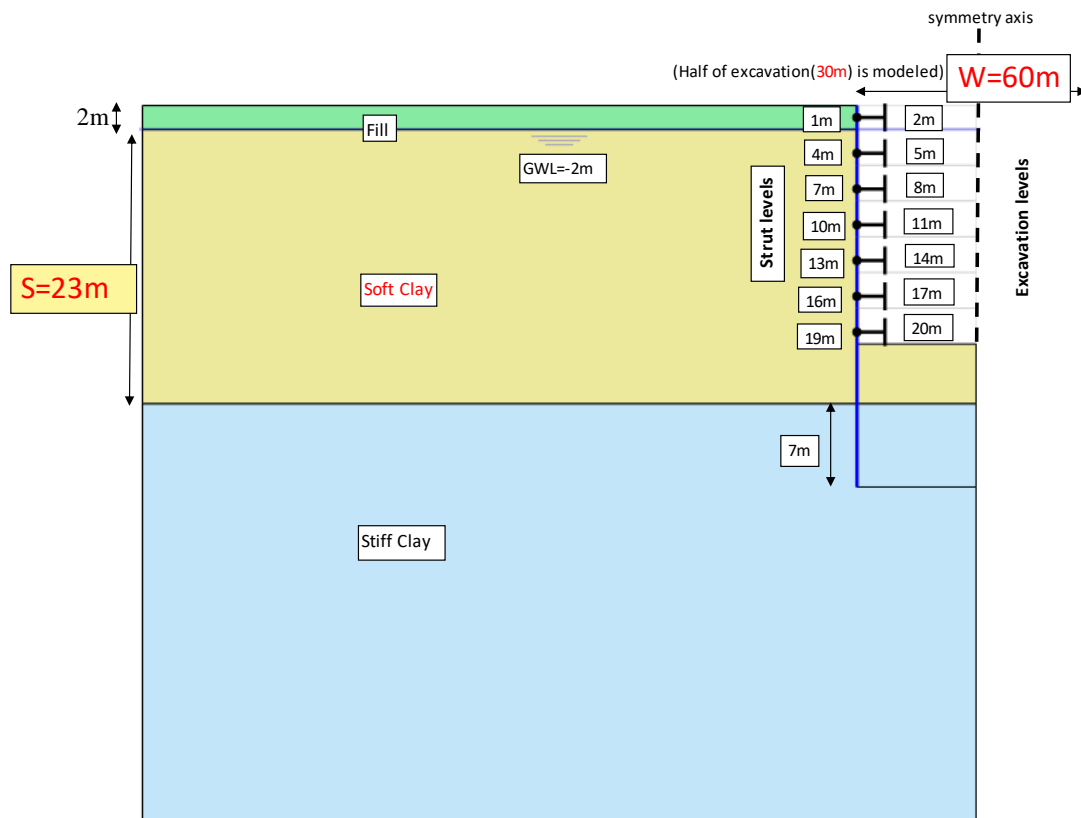 symmetry axis
(Half of excavation(30m) is modeled)
W=60m
2m
Fill
GWL=-2m
1m
2m
4m
5m
7m
8m
10m
11m
13m
14m
16m
17m
19m
20m
Strut levels
Excavation levels
S=23m
Soft Clay
7m
Stiff Clay